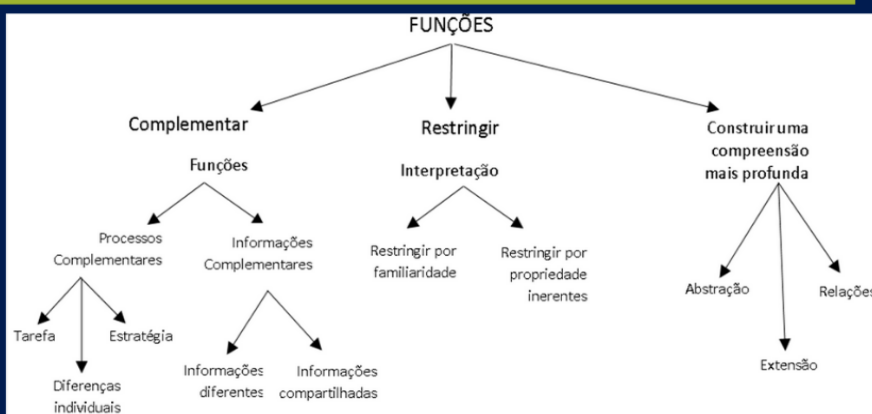 FUNÇÕES
Complementar
Funções
Processos
Complementares
Tarefa
Estratégia
Diferenças
individuais
Informações
Complementares
Informações
diferentes
Informações
compartilhadas
Restringir
Interpretação
Restringir por
familiaridade
Restringir por
propriedade
inerentes
Construir uma
compreensão
mais profunda
Abstração
Extensão
Relações